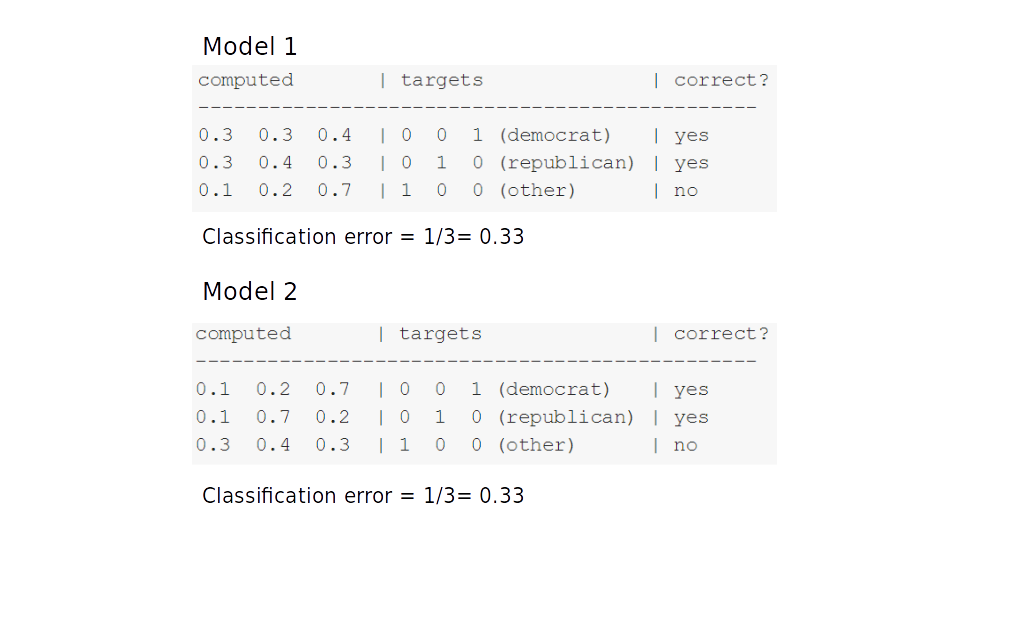 Model 1
computed | targets | correct?
-----------------------------------------------
0.3 0.3 0.4 | 0 0 1 (democrat) | yes
0.3 0.4 0.3 | 0 1 0 (republican) | yes
0.1 0.2 0.7 | 1 0 0 (other) | no
Classification error = 1/3= 0.33
Model 2
computed | targets | correct?
-----------------------------------------------
0.1 0.2 0.7 | 0 0 1 (democrat) | yes
0.1 0.7 0.2 | 0 1 0 (republican) | yes
0.3 0.4 0.3 | 1 0 0 (other) | no
Classification error = 1/3= 0.33